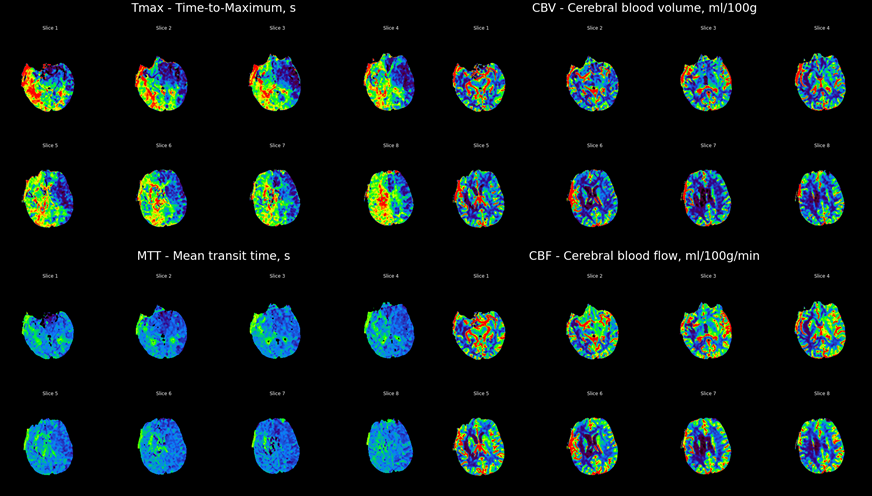 Tmax - Time-to-Maximum, s
Slice 1 Slice 2 Slice 3 Slice 4
Slice 5 Slice 6 Slice 7 Slice 8
CBV - Cerebral blood volume, ml/100g
Slice 1 Slice 2 Slice 3 Slice 4
Slice 5 Slice 6 Slice 7 Slice 8
MTT - Mean transit time, s
Slice 1 Slice 2 Slice 3 Slice 4
Slice 5 Slice 6 Slice 7 Slice 8
CBF - Cerebral blood flow, ml/100g/min
Slice 1 Slice 2 Slice 3 Slice 4
Slice 5 Slice 6 Slice 7 Slice 8